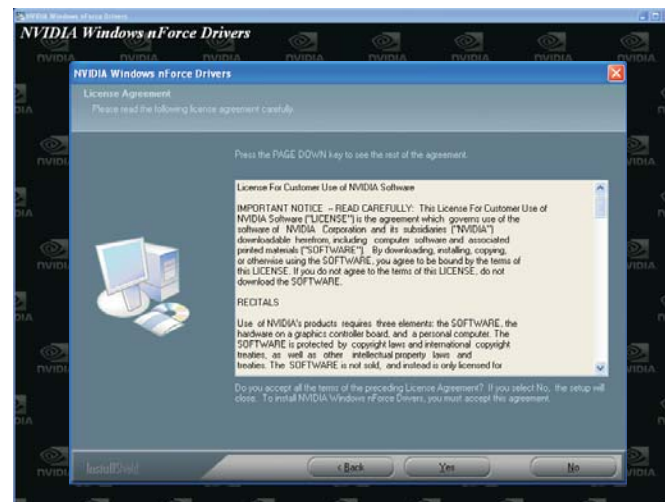 NVIDIA Windows nForce Drivers
NVIDIA Windows nForce Drivers
NVIDIA Windows nForce Drivers
License Agreement
Please read the following license agreement carefully.
Press the PAGE DOWN key to see the rest of the agreement.
License For Customer Use of NVIDIA Software
IMPORTANT NOTICE -- READ CAREFULLY: This License For Customer Use of
NVIDIA Software ("LICENSE") is the agreement which governs use of the
software of NVIDIA Corporation and its subsidiaries ("NVIDIA")
downloadable herefrom, including computer software and associated
printed materials ("SOFTWARE"). By downloading, installing, copying,
or otherwise using the SOFTWARE, you agree to be bound by the terms of
this LICENSE. If you do not agree to the terms of this LICENSE, do not
download the SOFTWARE.
RECITALS
Use of NVIDIA's products requires three elements: the SOFTWARE, the
hardware on a graphics controller board, and a personal computer. The
SOFTWARE is protected by copyright laws and international copyright
treaties, as well as other intellectual property laws and
treaties. The SOFTWARE is not sold, and instead is only licensed for
Do you accept all the terms of the preceding License Agreement? If you select No, the setup will
close. To install NVIDIA Windows nForce Drivers, you must accept this agreement.
InstallShield
< Back
Yes
No